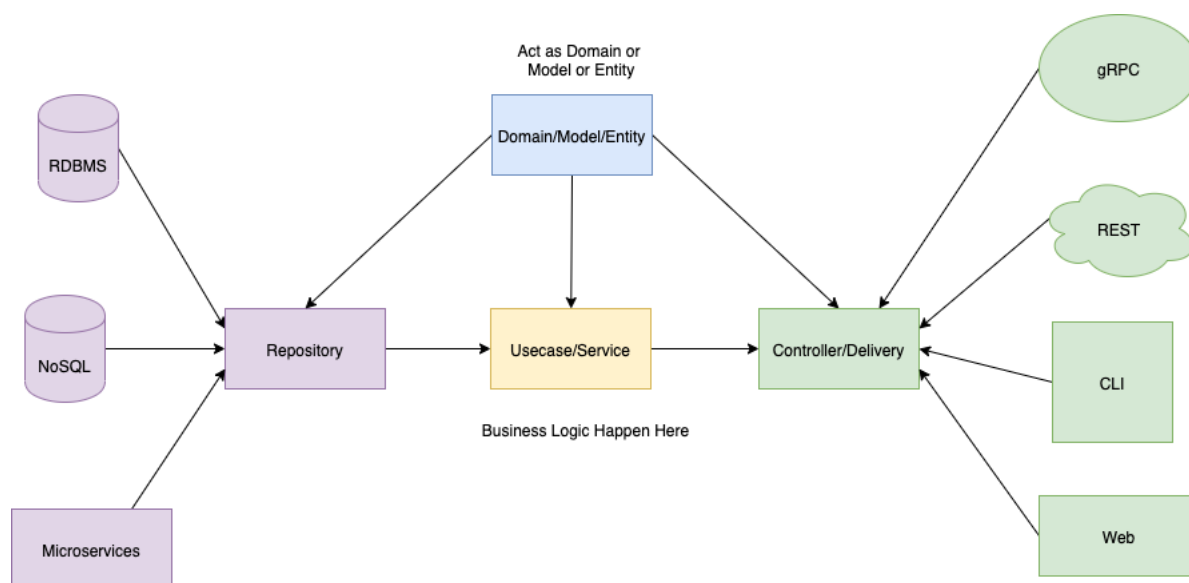 Act as Domain or
Model or Entity
gRPC
Domain/Model/Entity
RDBMS
REST
NoSQL
Repository
Usecase/Service
Controller/Delivery
CLI
Business Logic Happen Here
Microservices
Web